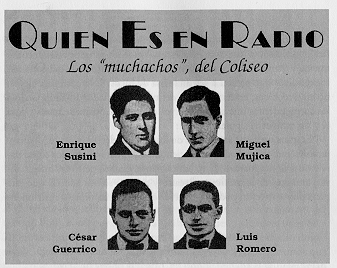 QUIEN ES EN RADIO
Los "muchachos", del Coliseo
Enrique
Susini
Miguel
Mujica
César
Guerrico
Luis
Romero